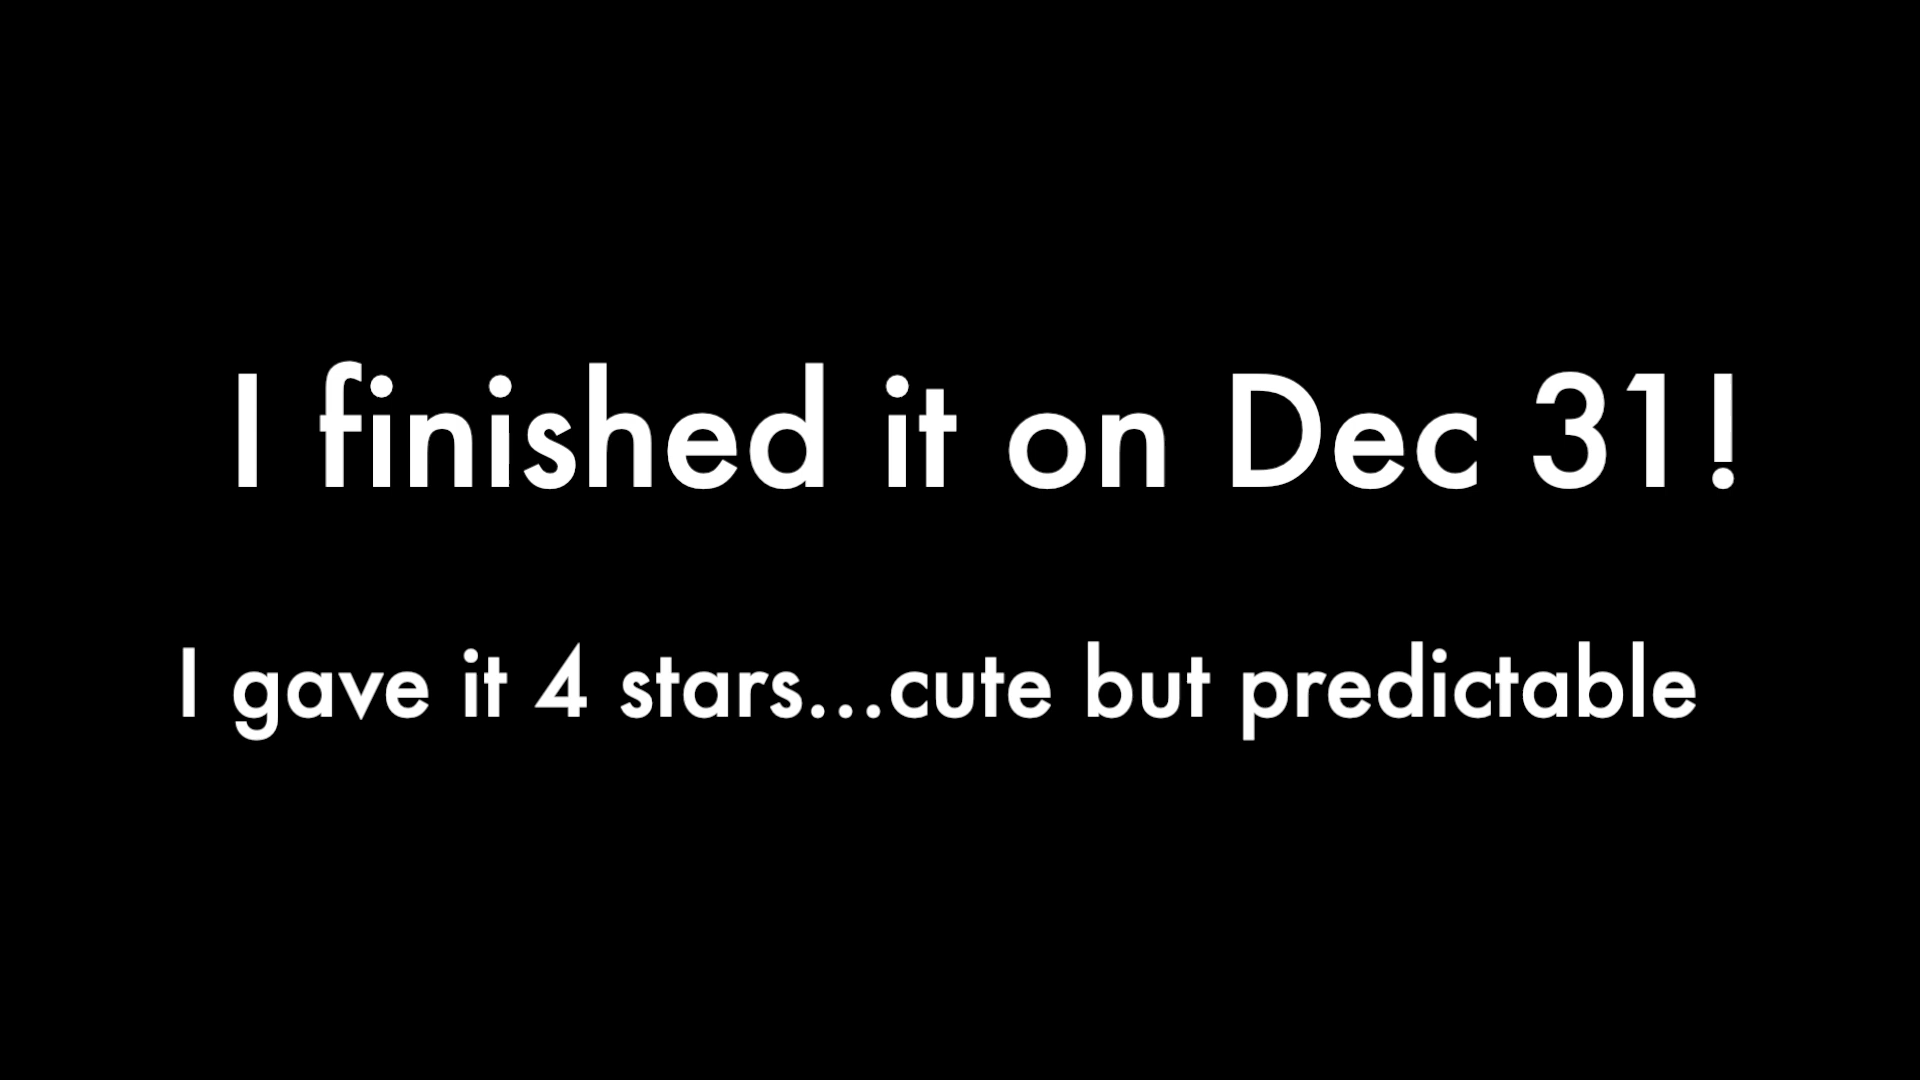 I finished it on Dec 31!
I gave it 4 stars...cute but predictable